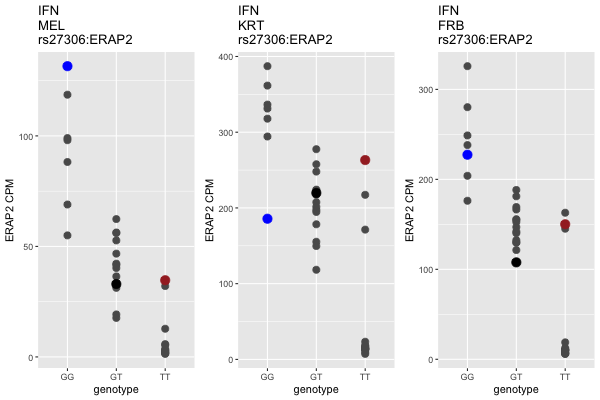 IFN
MEL
rs27306:ERAP2
ERAP2 CPM
100
50
0
GG
GT
TT
genotype
IFN
KRT
rs27306:ERAP2
ERAP2 CPM
400
300
200
100
0
GG
GT
TT
genotype
IFN
FRB
rs27306:ERAP2
ERAP2 CPM
300
200
100
0
GG
GT
TT
genotype